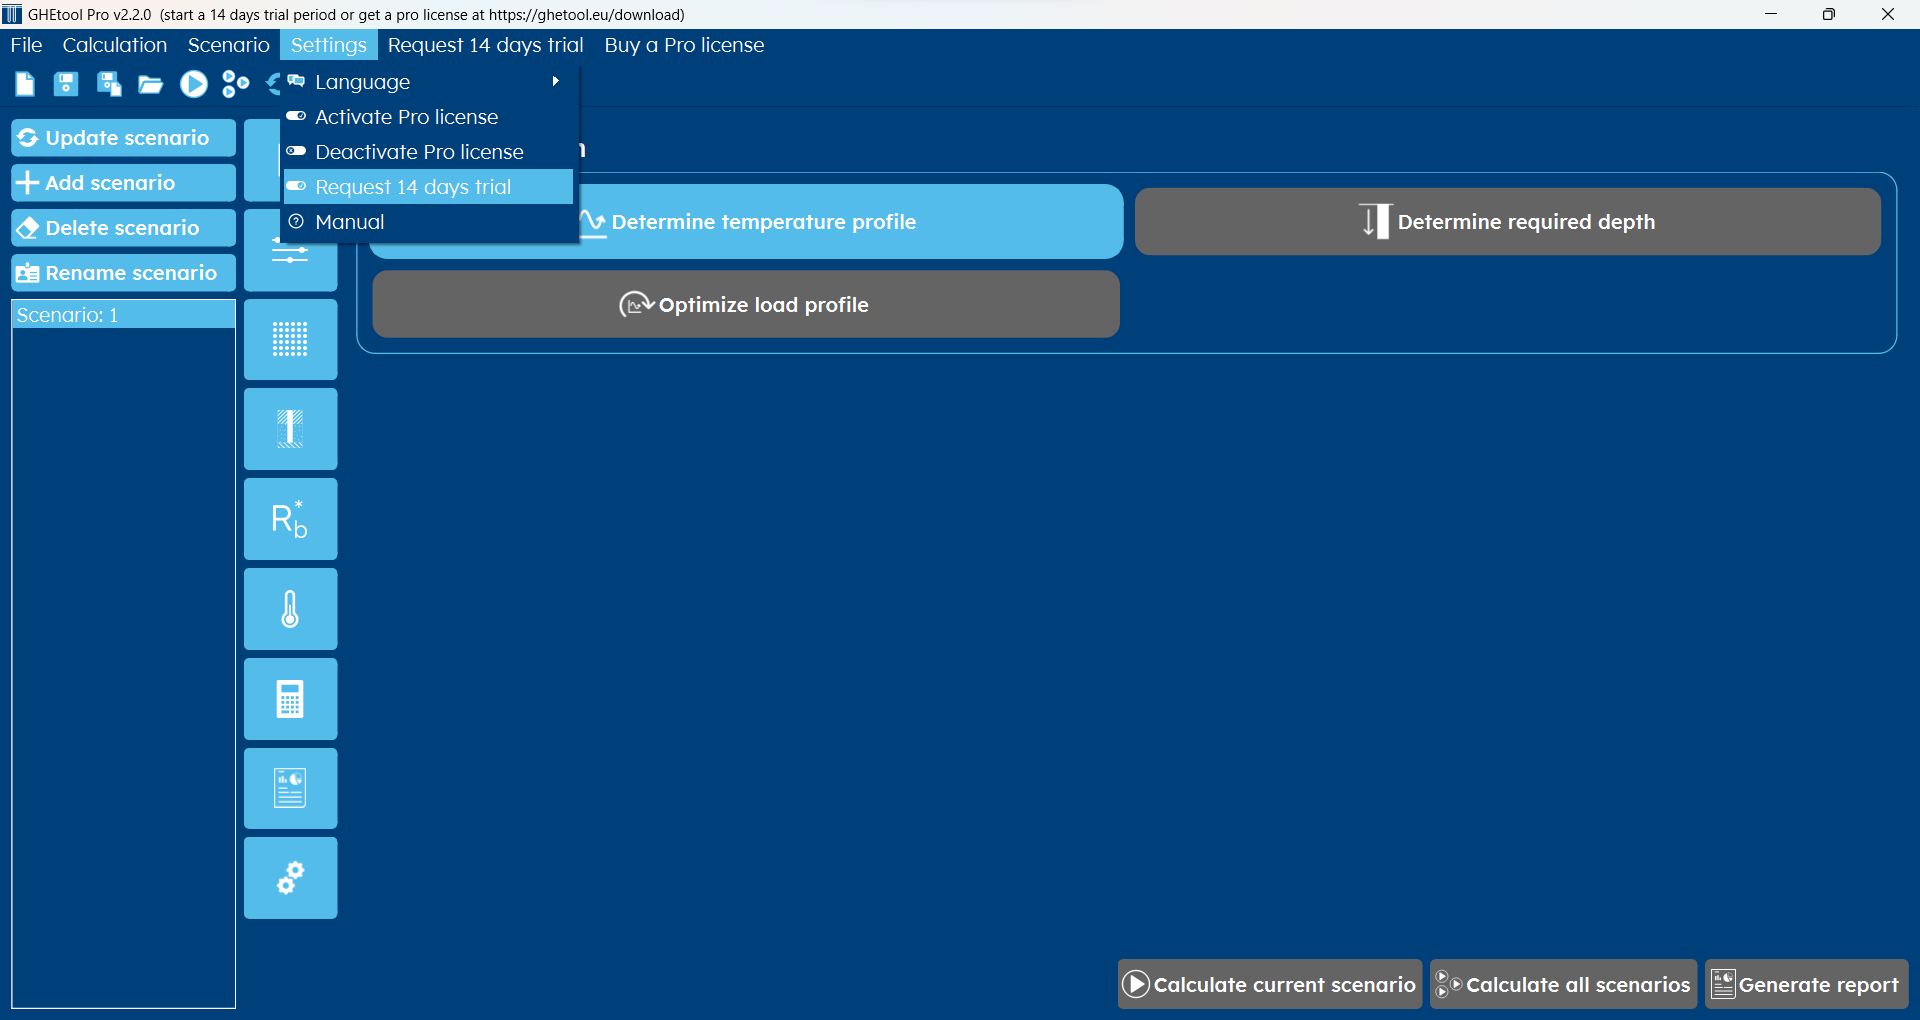 GHEtool Pro v2.2.0 (start a 14 days trial period or get a pro license at https://ghetool.eu/download)
File Calculation Scenario Settings Request 14 days trial Buy a Pro license
Language
Activate Pro license
Deactivate Pro license
Request 14 days trial
Manual
Update scenario
Add scenario
Delete scenario
Rename scenario
Scenario: 1
R*b
n
Determine temperature profile
Determine required depth
Optimize load profile
Calculate current scenario
Calculate all scenarios
Generate report